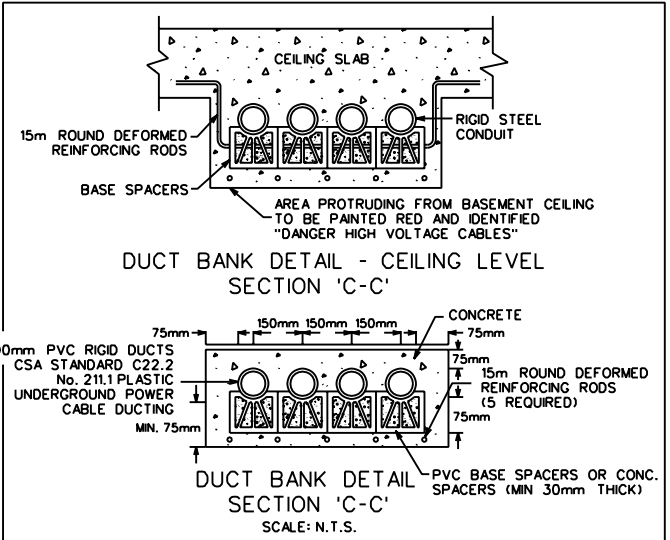 CEILING SLAB
RIGID STEEL
CONDUIT
15m ROUND DEFORMED
REINFORCING RODS
BASE SPACERS
AREA PROTRUDING FROM BASEMENT CEILING
TO BE PAINTED RED AND IDENTIFIED
"DANGER HIGH VOLTAGE CABLES"
DUCT BANK DETAIL - CEILING LEVEL
SECTION 'C-C'
75mm 150mm 150mm 150mm 75mm
CONCRETE
PVC RIGID DUCTS
CSA STANDARD C22.2
No. 211.1 PLASTIC
UNDERGROUND POWER
CABLE DUCTING
MIN. 75mm
75mm
15m ROUND DEFORMED
REINFORCING RODS
(5 REQUIRED)
75mm
PVC BASE SPACERS OR CONC.
SPACERS (MIN 30mm THICK)
DUCT BANK DETAIL
SECTION 'C-C'
SCALE: N.T.S.